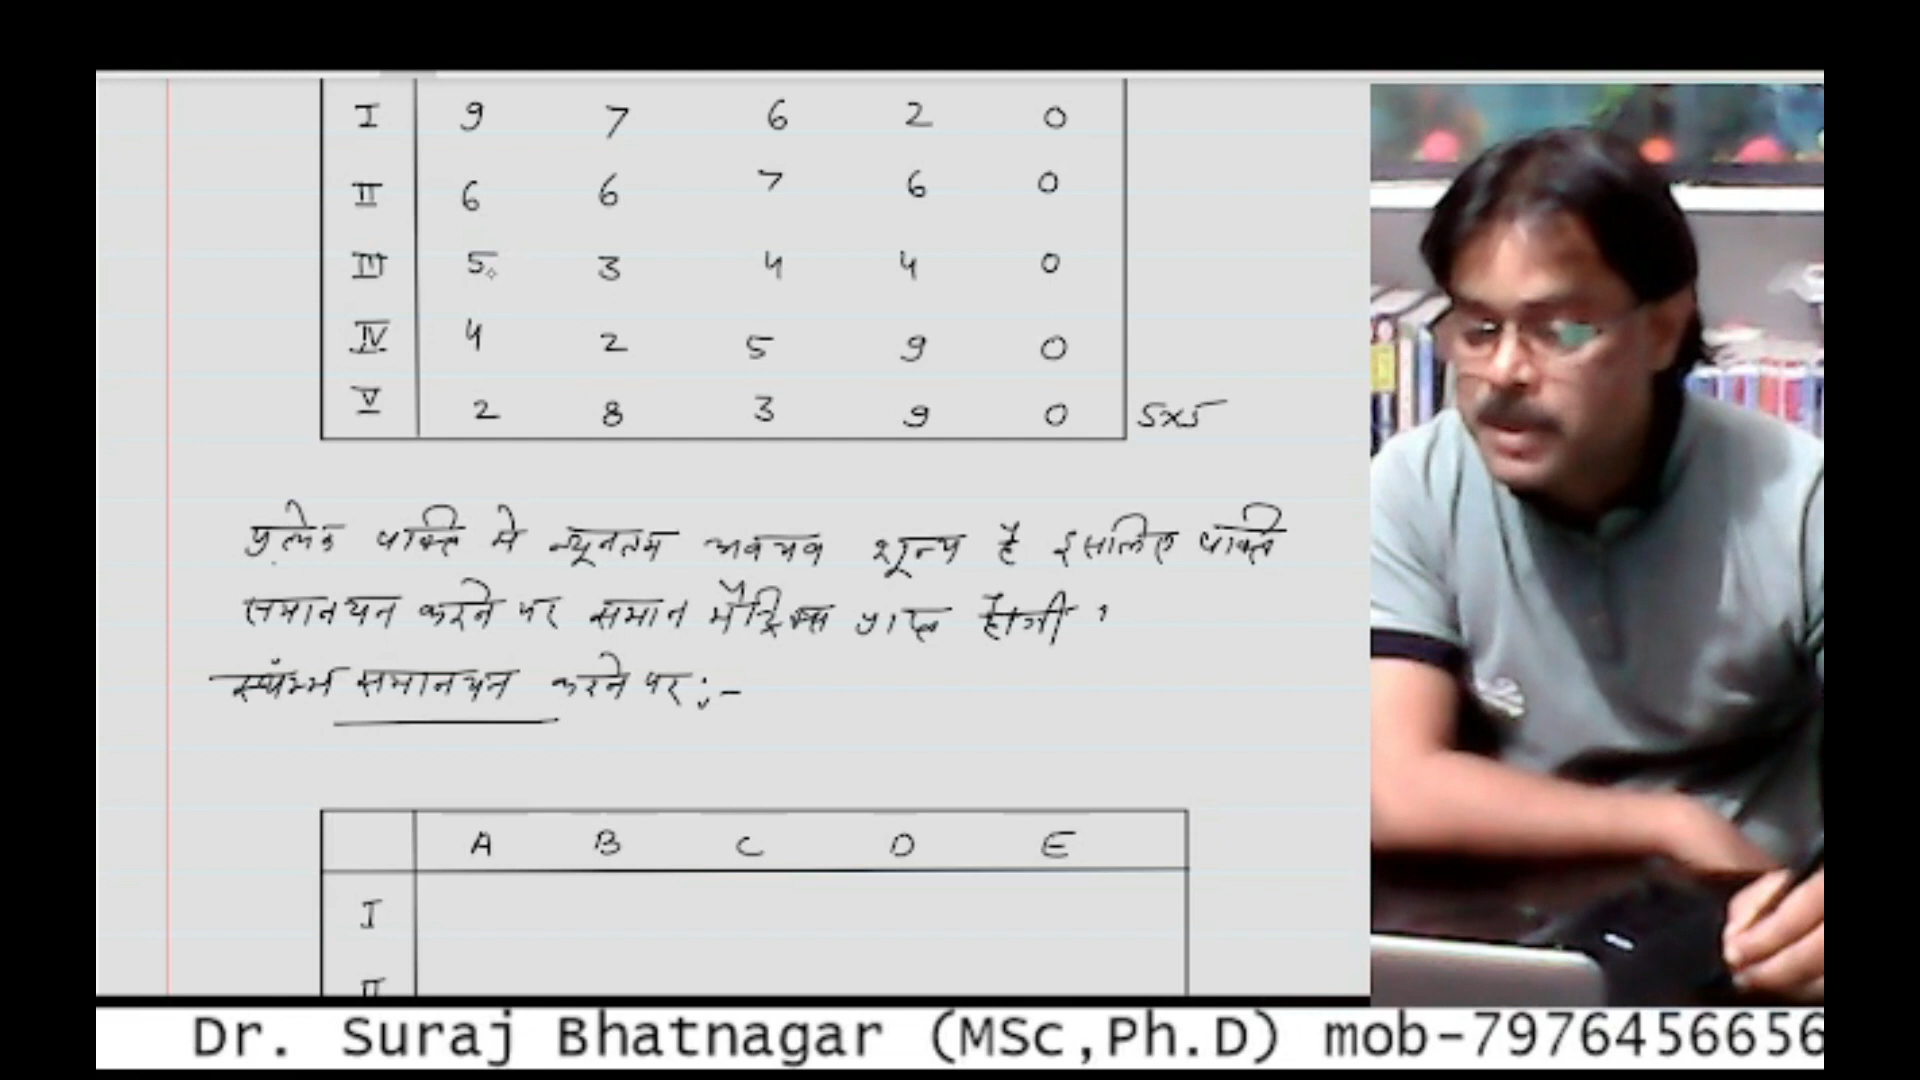 I 9 7 6 2 0
II 6 6 7 6 0
III 5 3 4 4 0
IV 4 2 5 9 0
V 2 8 3 9 0 5x5
प्रत्येक पंक्ति में न्यूनतम अवयव शून्य है इसलिए पंक्ति
समानयन करने पर समान मैट्रिक्स प्राप्त होगी ,
स्तंम्भ समानयन करने पर :-
A B C D E
I
II
Dr. Suraj Bhatnagar (MSc,Ph.D) mob-7976456656